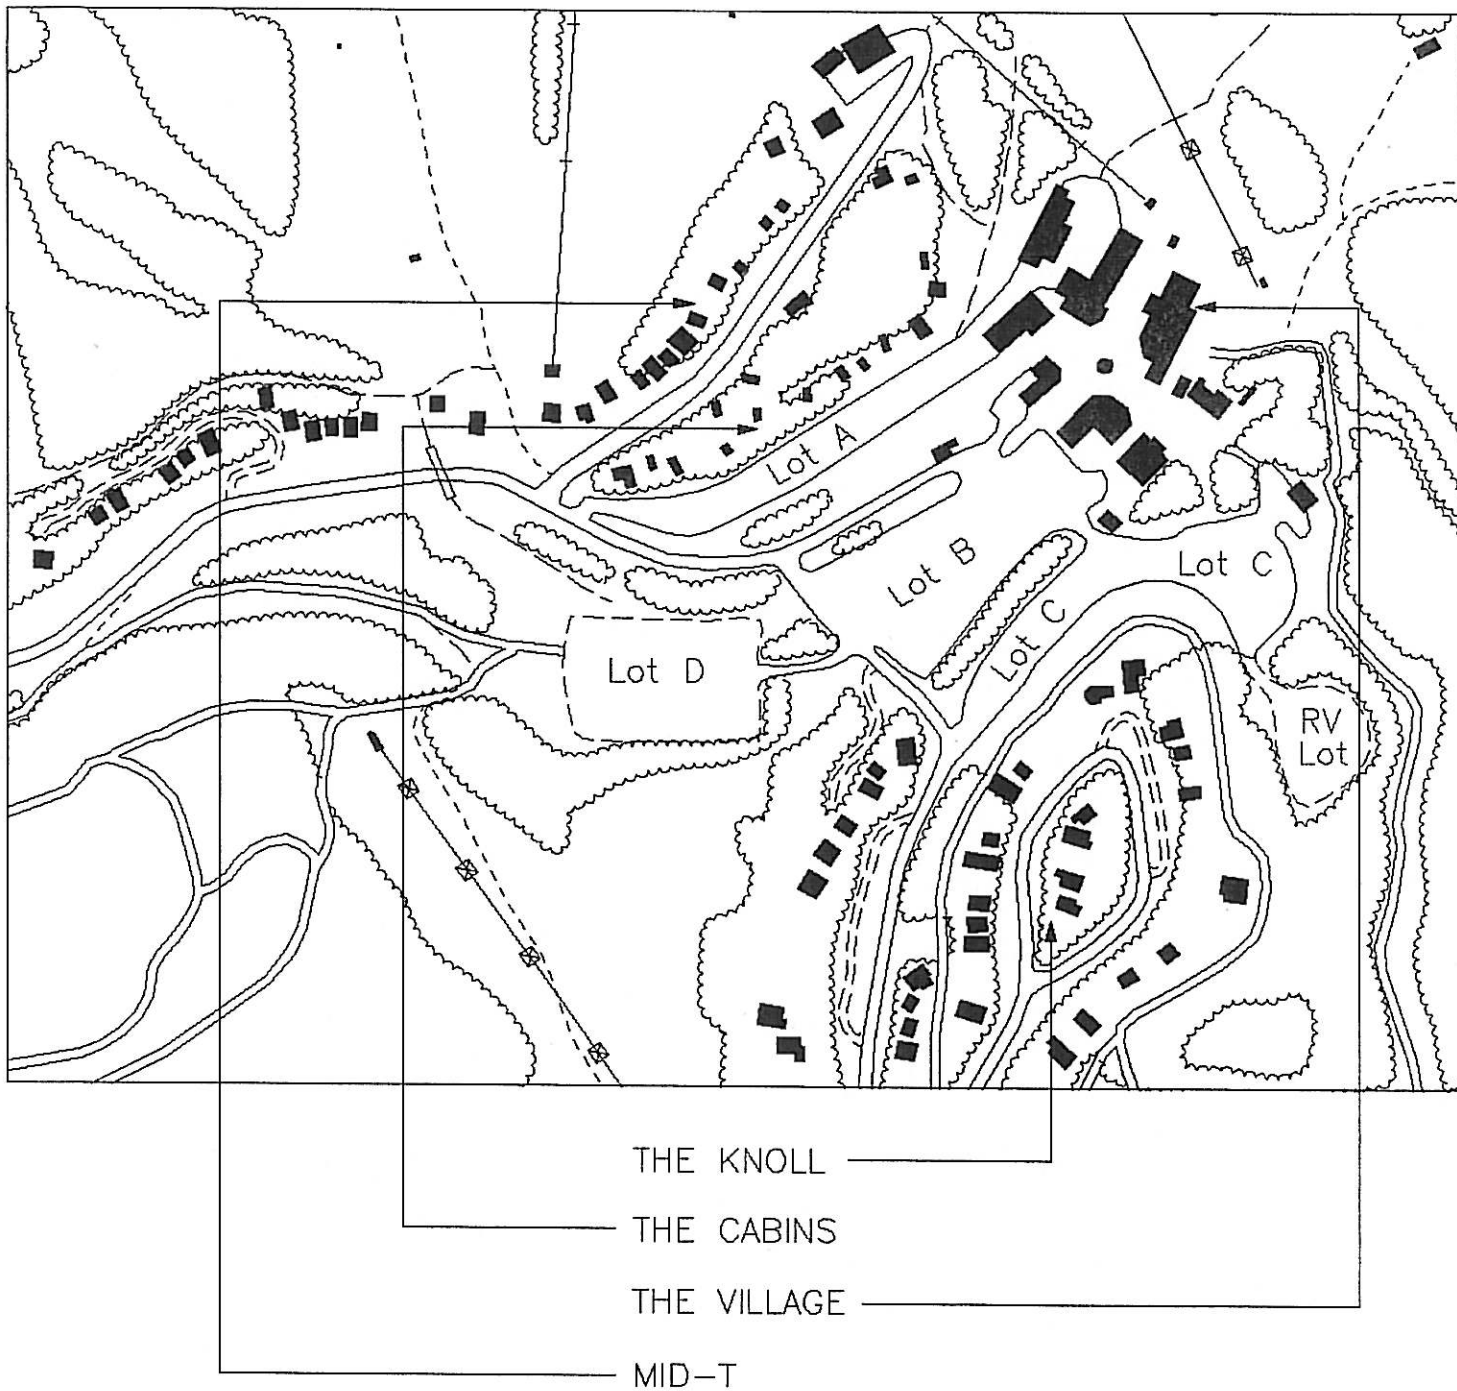 Lot A
Lot B
Lot C
Lot C
Lot D
RV
Lot
THE KNOLL
THE CABINS
THE VILLAGE
MID-T